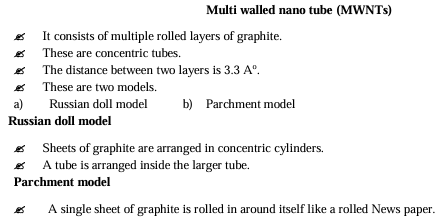 Multi walled nano tube (MWNTs)
It consists of multiple rolled layers of graphite.
These are concentric tubes.
The distance between two layers is 3.3 A°.
These are two models.
a) Russian doll model b) Parchment model
Russian doll model
Sheets of graphite are arranged in concentric cylinders.
A tube is arranged inside the larger tube.
Parchment model
A single sheet of graphite is rolled in around itself like a rolled News paper.